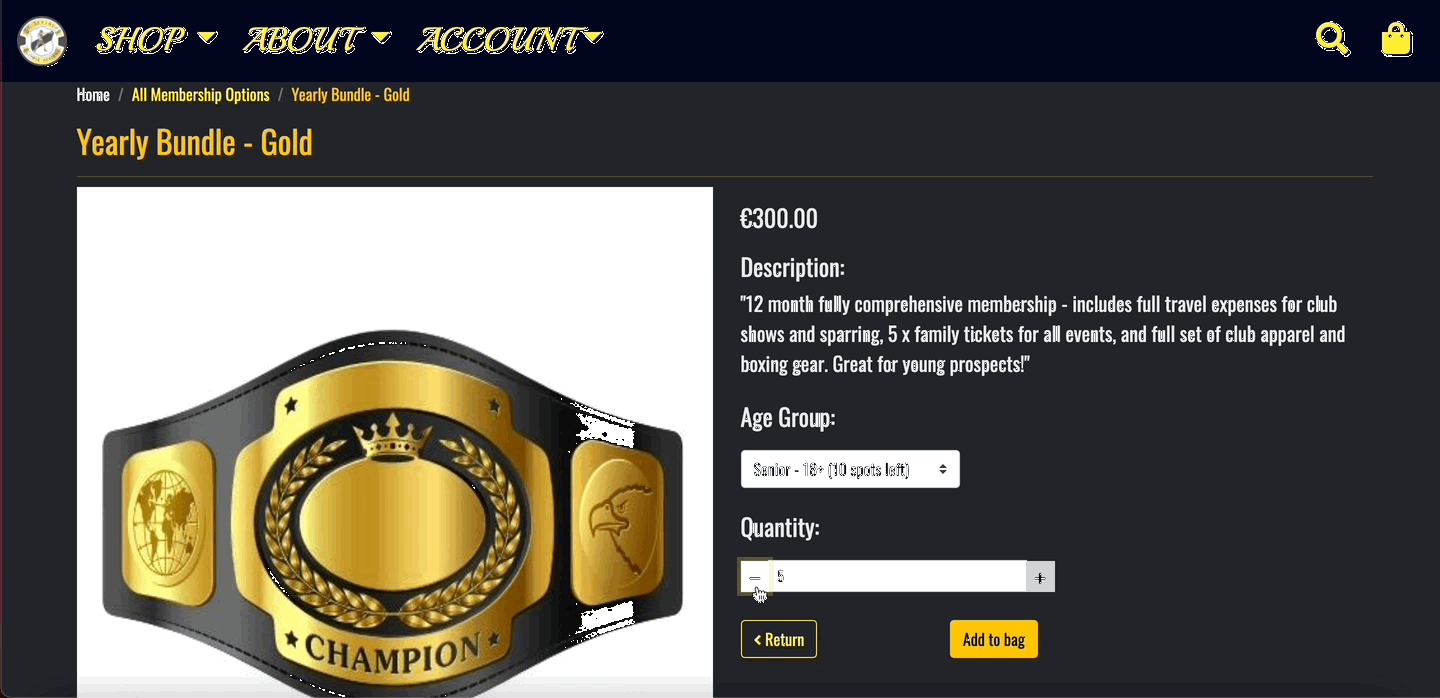 SHOP ABOUT ACCOUNT
Home / All Membership Options / Yearly Bundle - Gold
Yearly Bundle - Gold
€300.00
Description:
"12 month fully comprehensive membership - includes full travel expenses for club
shows and sparring, 5 x family tickets for all events, and full set of club apparel and
boxing gear. Great for young prospects!"
Age Group:
Senior - 18+ (10 spots left)
Quantity:
− 5 +
Return
Add to bag
CHAMPION